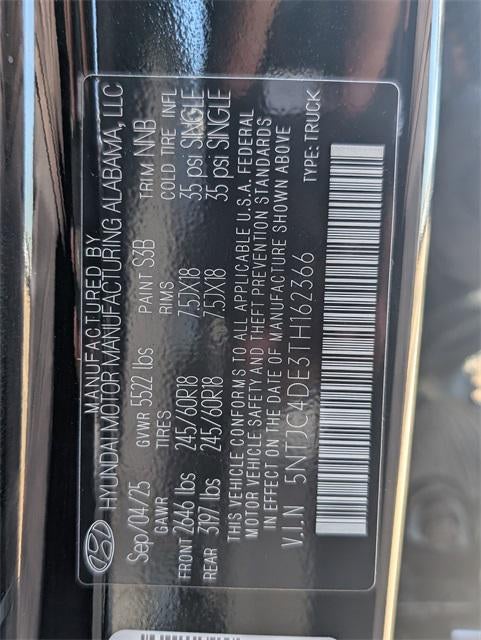 MANUFACTURED BY
HYUNDAI MOTOR MANUFACTURING ALABAMA, LLC
Sep/04/25 GVWR 5522 lbs PAINT S3B TRIM NNB
GAWR TIRES RIMS COLD TIRE INFL
FRONT 2646 lbs 245/60R18 7.5JX18 35 psi SINGLE
REAR 3197 lbs 245/60R18 7.5JX18 35 psi SINGLE
THIS VEHICLE CONFORMS TO ALL APPLICABLE U.S.A. FEDERAL
MOTOR VEHICLE SAFETY AND THEFT PREVENTION STANDARDS
IN EFFECT ON THE DATE OF MANUFACTURE SHOWN ABOVE
V.I.N 5NTJC4DE3TH162366 TYPE: TRUCK